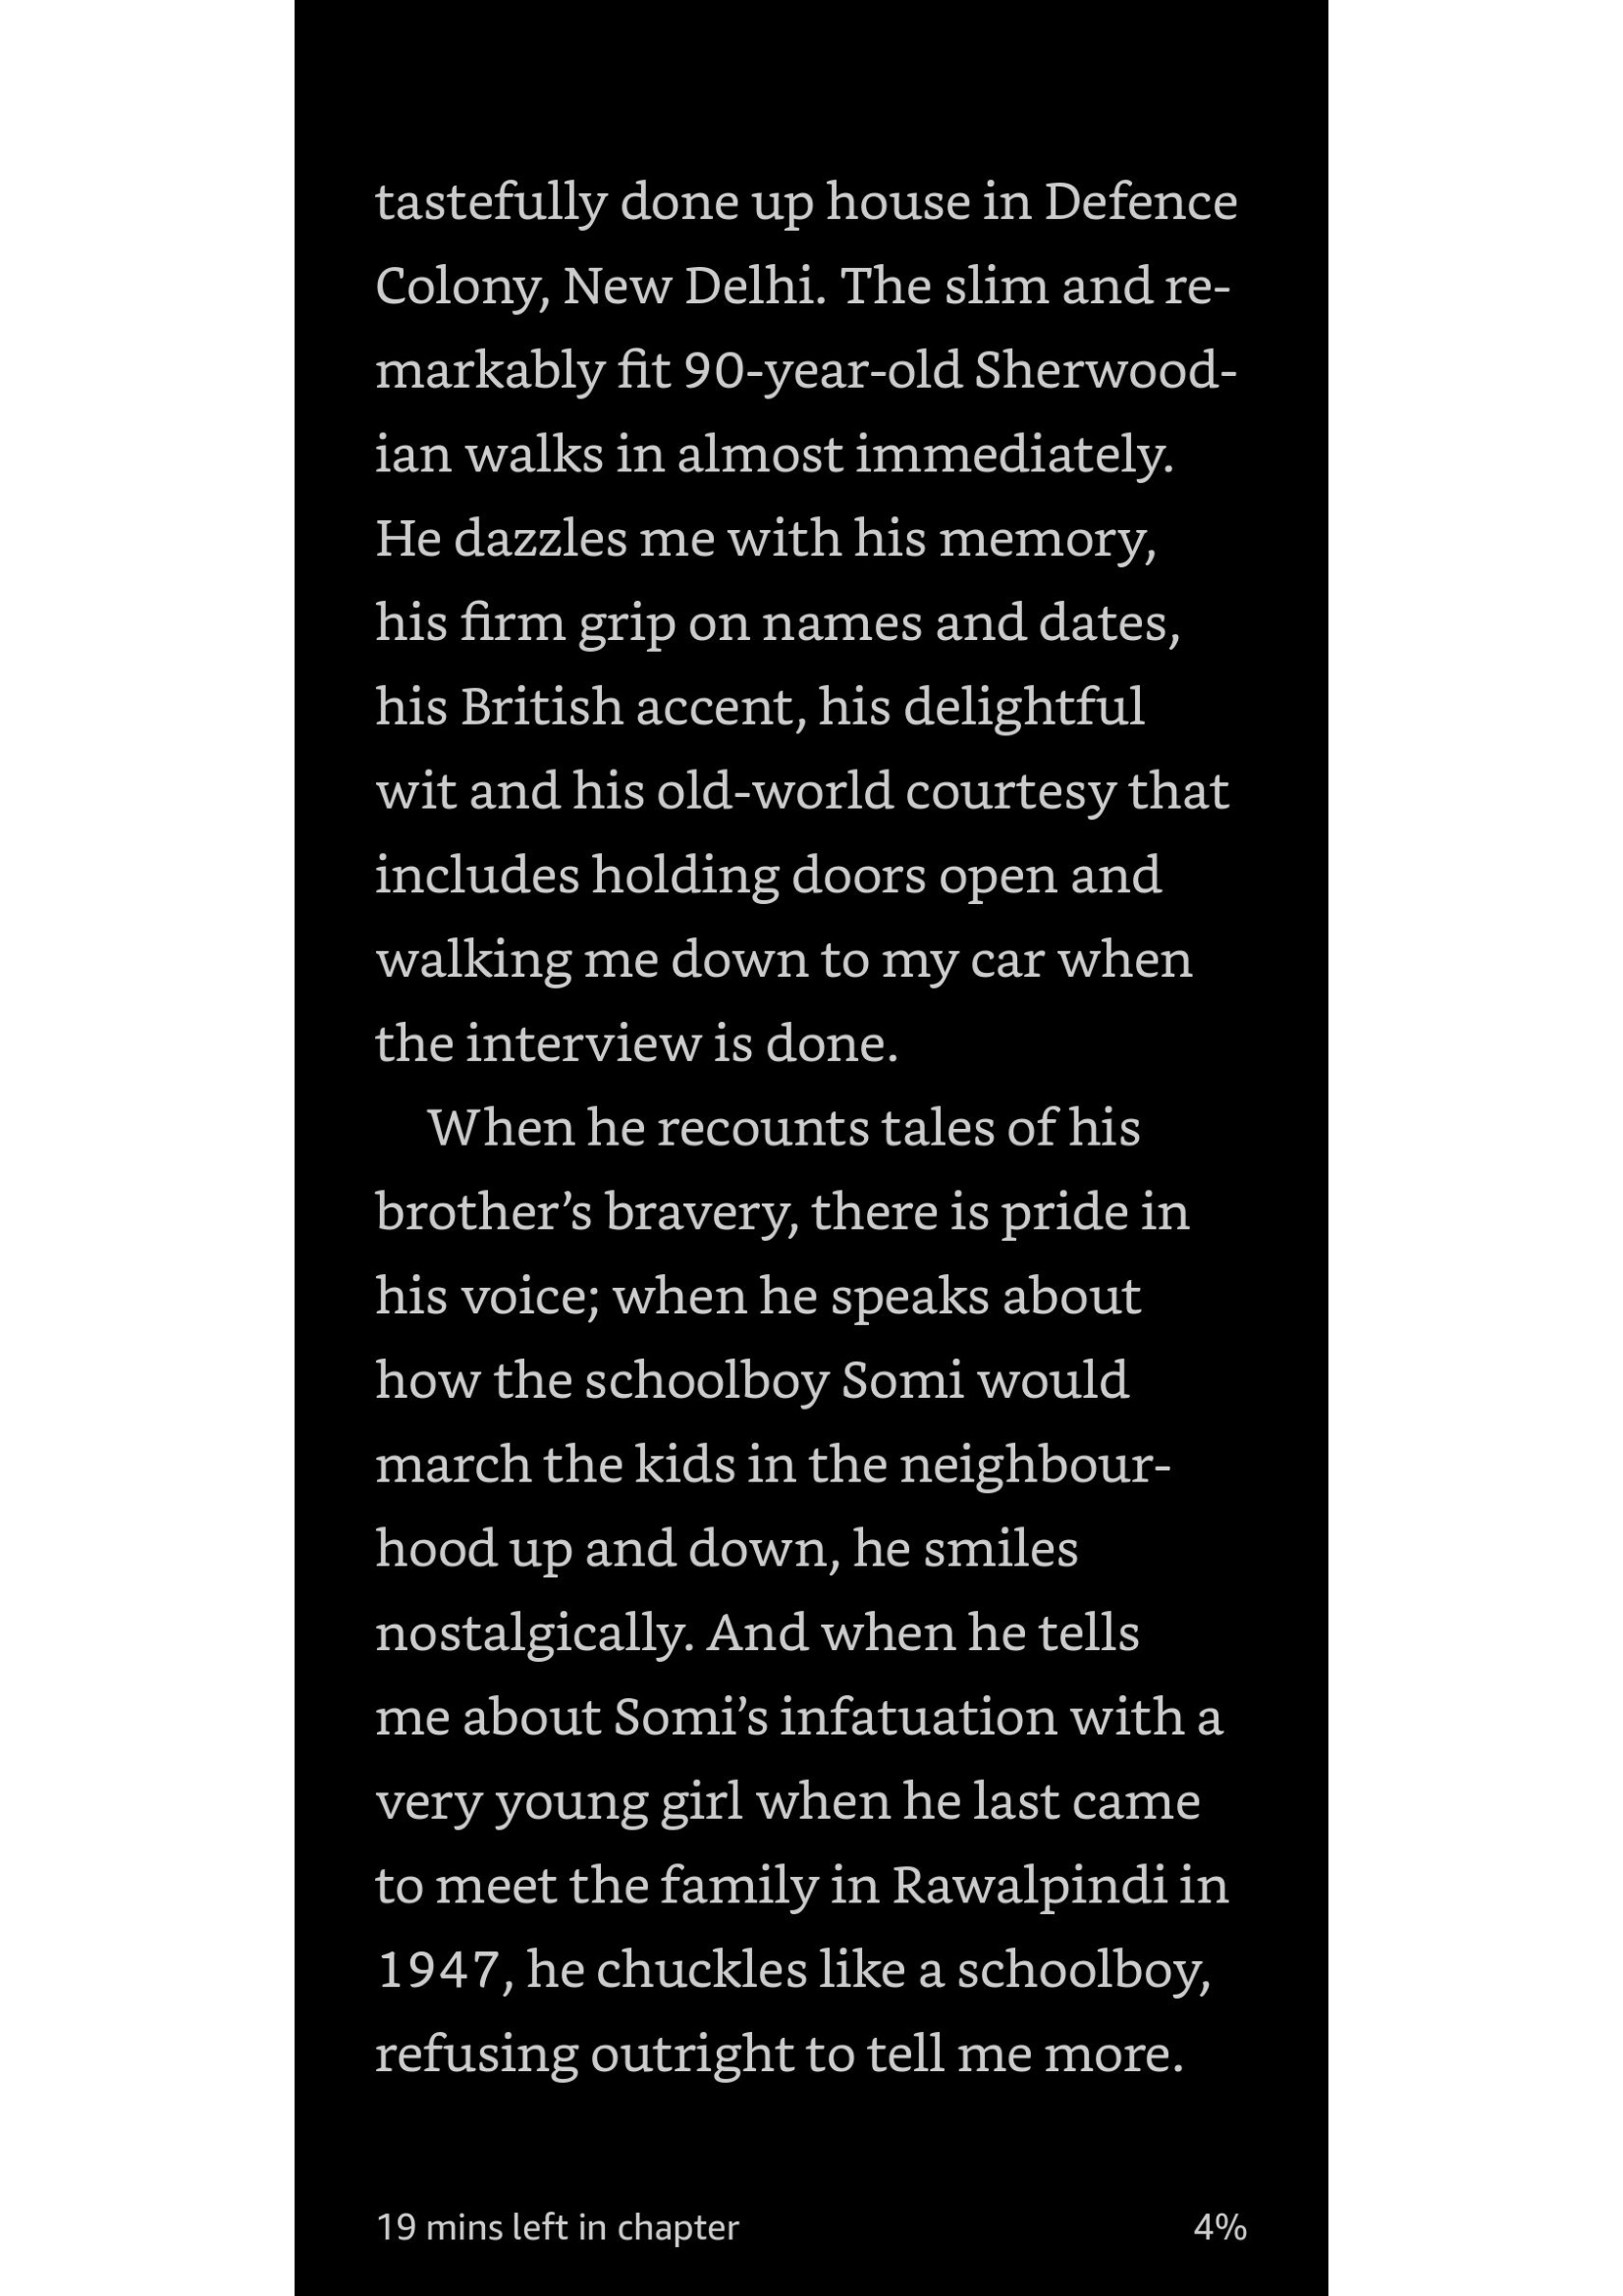 tastefully done up house in Defence
Colony, New Delhi. The slim and re-
markably fit 90-year-old Sherwood-
ian walks in almost immediately.
He dazzles me with his memory,
his firm grip on names and dates,
his British accent, his delightful
wit and his old-world courtesy that
includes holding doors open and
walking me down to my car when
the interview is done.
When he recounts tales of his
brother’s bravery, there is pride in
his voice; when he speaks about
how the schoolboy Somi would
march the kids in the neighbour-
hood up and down, he smiles
nostalgically. And when he tells
me about Somi’s infatuation with a
very young girl when he last came
to meet the family in Rawalpindi in
1947, he chuckles like a schoolboy,
refusing outright to tell me more.
19 mins left in chapter 4%